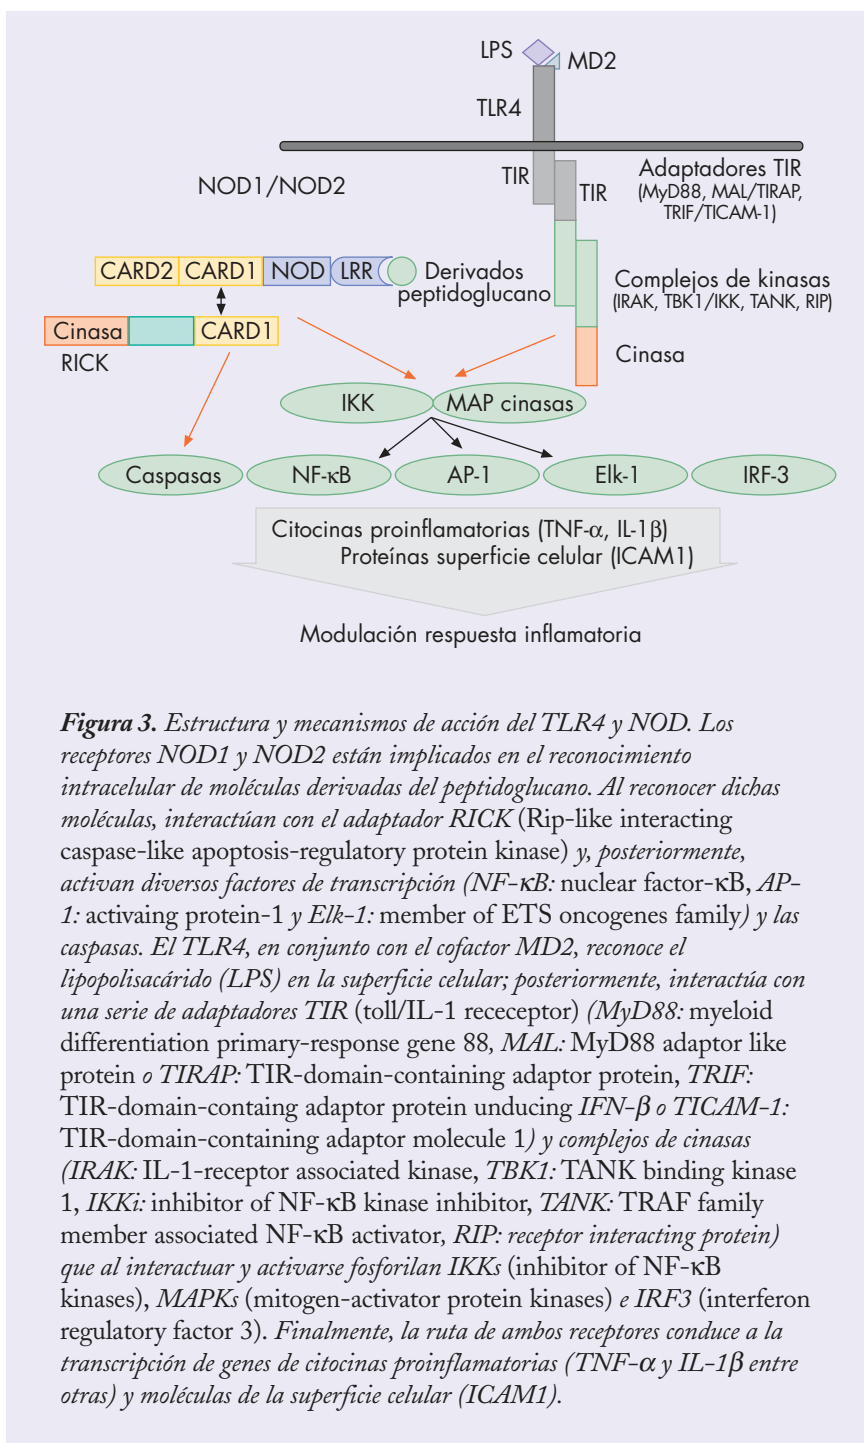 LPS
MD2
TLR4
TIR
TIR
Adaptadores TIR
(MyD88, MAL/TIRAP,
TRIF/TICAM-1)
NOD1/NOD2
CARD2 CARD1 NOD LRR
Derivados
peptidoglucano
Complejos de kinasas
(IRAK, TBK1/IKK, TANK, RIP)
Cinasa CARD1
RICK
Cinasa
IKK MAP cinasas
Caspasas NF-κB AP-1 Elk-1 IRF-3
Citocinas proinflamatorias (TNF-α, IL-1β)
Proteínas superficie celular (ICAM1)
Modulación respuesta inflamatoria
Figura 3. Estructura y mecanismos de acción del TLR4 y NOD. Los
receptores NOD1 y NOD2 están implicados en el reconocimiento
intracelular de moléculas derivadas del peptidoglucano. Al reconocer dichas
moléculas, interactúan con el adaptador RICK (Rip-like interacting
caspase-like apoptosis-regulatory protein kinase) y, posteriormente,
activan diversos factores de transcripción (NF-κB: nuclear factor-κB, AP-
1: activaing protein-1 y Elk-1: member of ETS oncogenes family) y las
caspasas. El TLR4, en conjunto con el cofactor MD2, reconoce el
lipopolisacárido (LPS) en la superficie celular; posteriormente, interactúa con
una serie de adaptadores TIR (toll/IL-1 receceptor) (MyD88: myeloid
differentiation primary-response gene 88, MAL: MyD88 adaptor like
protein o TIRAP: TIR-domain-containing adaptor protein, TRIF:
TIR-domain-containg adaptor protein unducing IFN-β o TICAM-1:
TIR-domain-containing adaptor molecule 1) y complejos de cinasas
(IRAK: IL-1-receptor associated kinase, TBK1: TANK binding kinase
1, IKKi: inhibitor of NF-κB kinase inhibitor, TANK: TRAF family
member associated NF-κB activator, RIP: receptor interacting protein)
que al interactuar y activarse fosforilan IKKs (inhibitor of NF-κB
kinases), MAPKs (mitogen-activator protein kinases) e IRF3 (interferon
regulatory factor 3). Finalmente, la ruta de ambos receptores conduce a la
transcripción de genes de citocinas proinflamatorias (TNF-α y IL-1β entre
otras) y moléculas de la superficie celular (ICAM1).